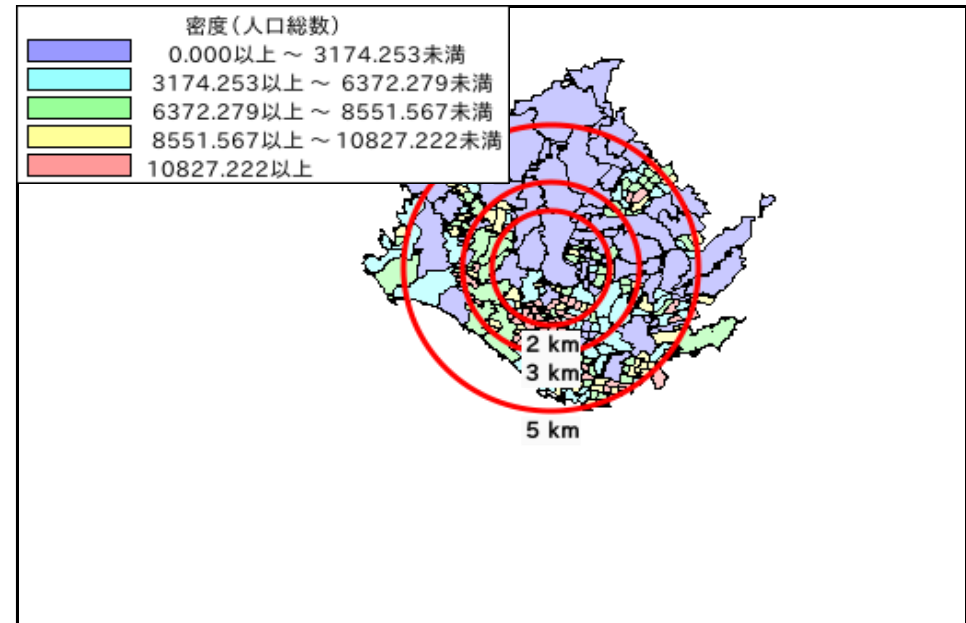 密度(人口総数)
0.000以上 ~ 3174.253未満
3174.253以上 ~ 6372.279未満
6372.279以上 ~ 8551.567未満
8551.567以上 ~ 10827.222未満
10827.222以上
2 km
3 km
5 km